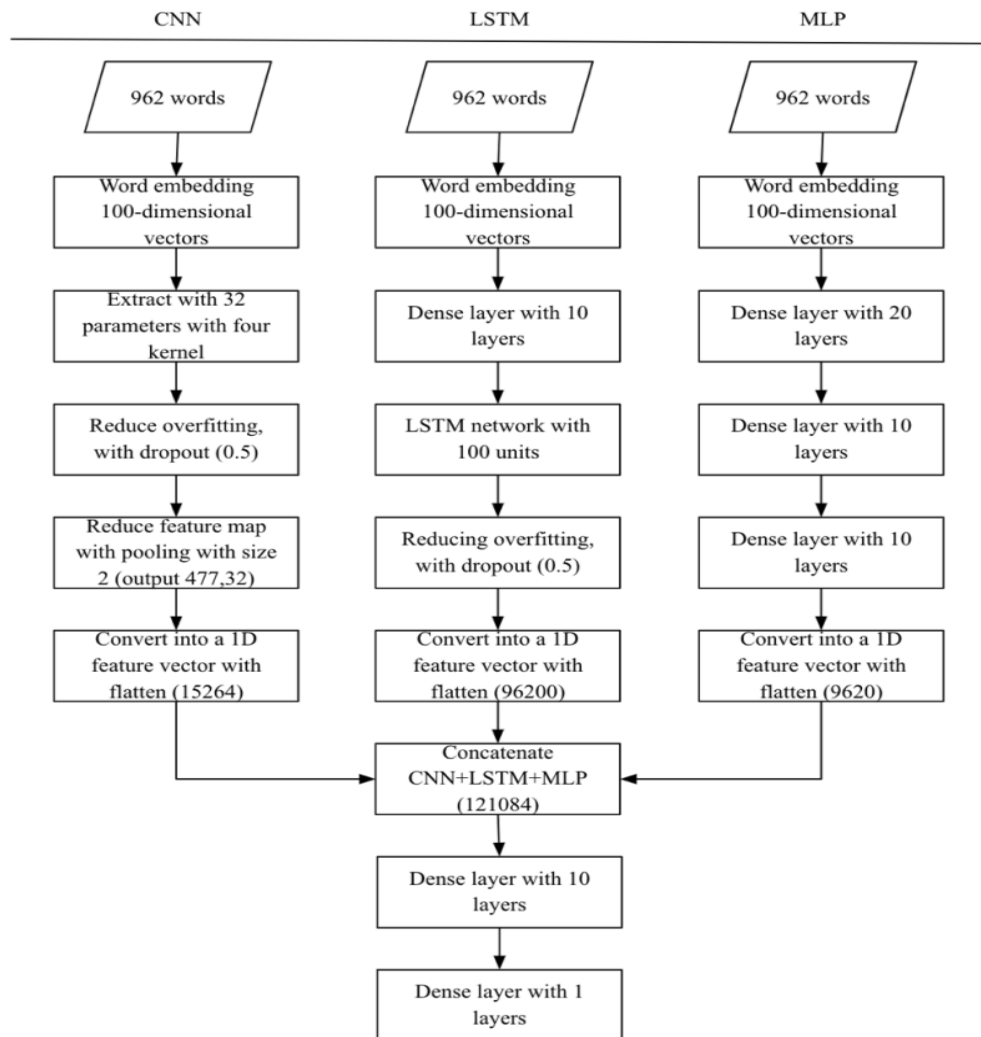 CNN
LSTM
MLP
962 words
962 words
962 words
Word embedding
100-dimensional
vectors
Word embedding
100-dimensional
vectors
Word embedding
100-dimensional
vectors
Extract with 32
parameters with four
kernel
Dense layer with 10
layers
Dense layer with 20
layers
Reduce overfitting,
with dropout (0.5)
LSTM network with
100 units
Dense layer with 10
layers
Reduce feature map
with pooling with size
2 (output 477,32)
Reducing overfitting,
with dropout (0.5)
Dense layer with 10
layers
Convert into a 1D
feature vector with
flatten (15264)
Convert into a 1D
feature vector with
flatten (96200)
Convert into a 1D
feature vector with
flatten (9620)
Concatenate
CNN+LSTM+MLP
(121084)
Dense layer with 10
layers
Dense layer with 1
layers